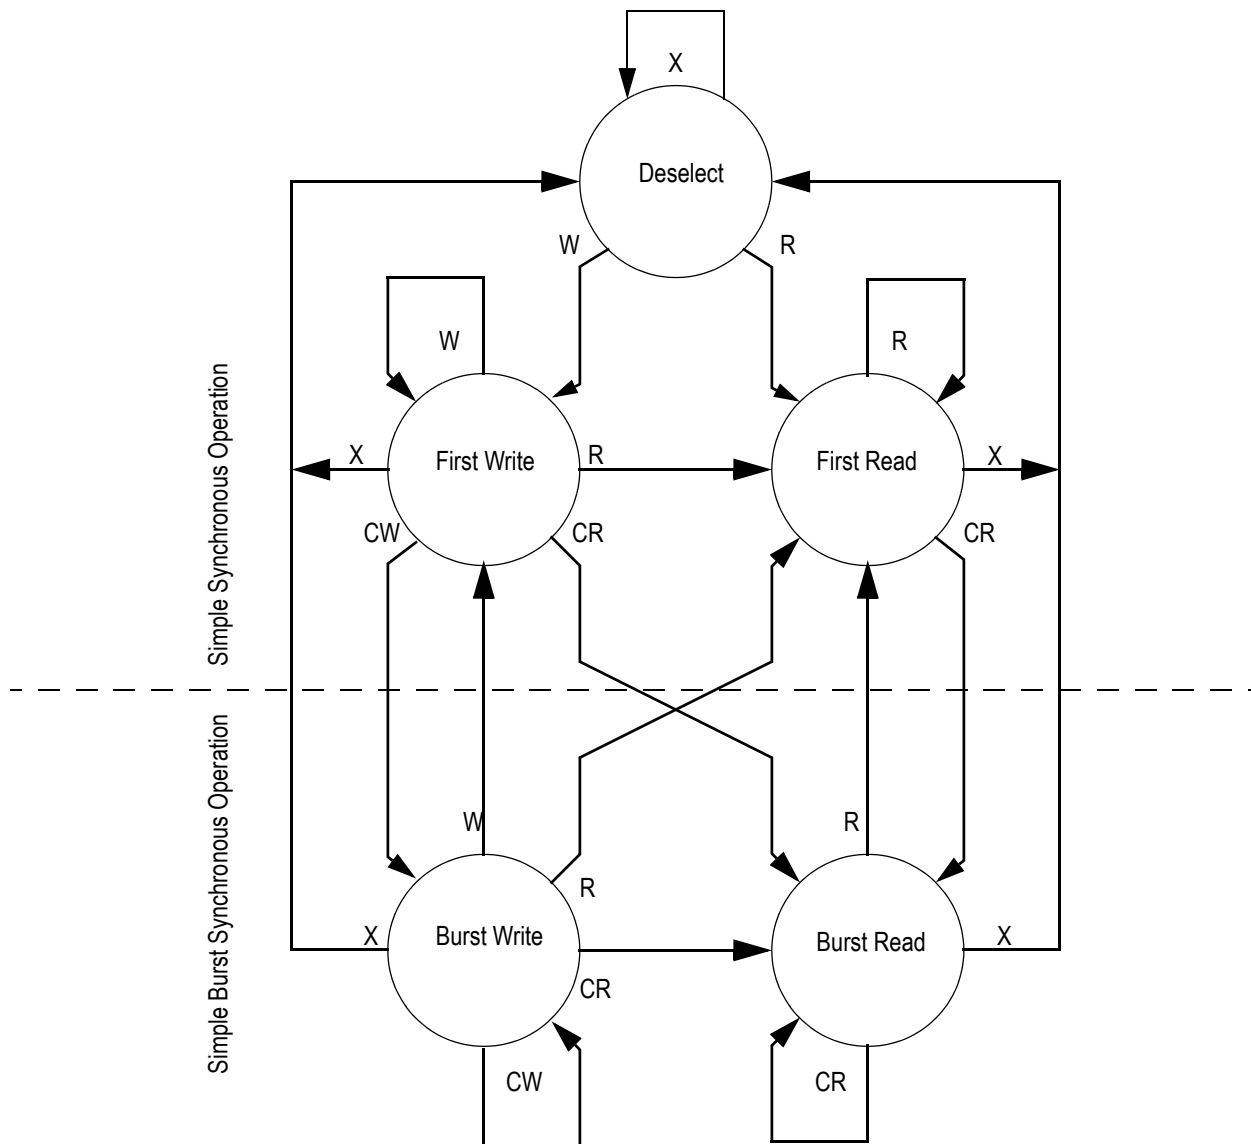 X
Deselect
W
R
W
R
Simple Synchronous Operation
X
First Write
R
First Read
X
CW
CR
CR
Simple Burst Synchronous Operation
W
R
R
X
Burst Write
Burst Read
X
CR
CW
CR